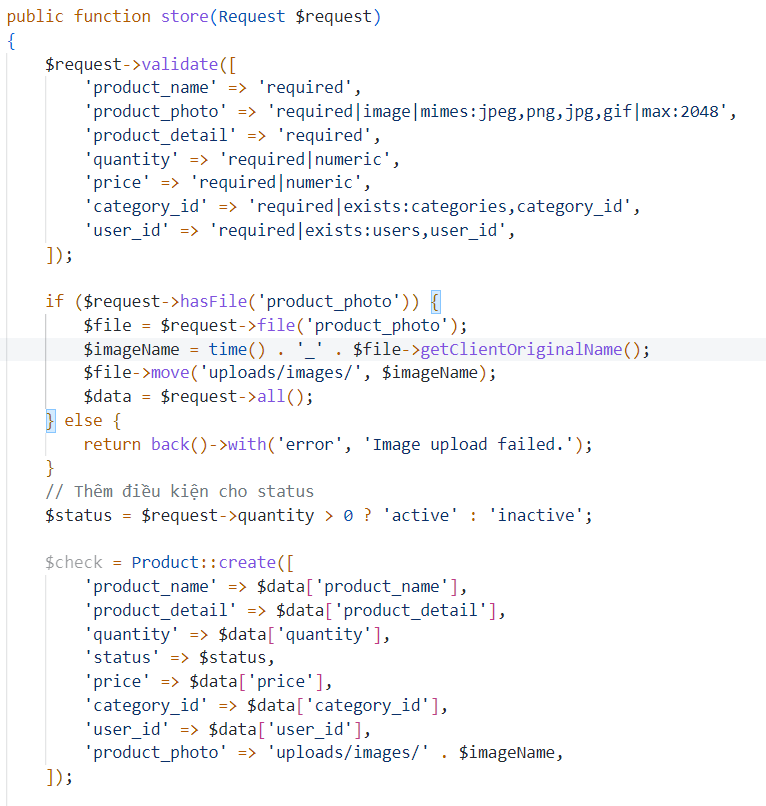 public function store(Request $request)
{
    $request->validate([
        'product_name' => 'required',
        'product_photo' => 'required|image|mimes:jpeg,png,jpg,gif|max:2048',
        'product_detail' => 'required',
        'quantity' => 'required|numeric',
        'price' => 'required|numeric',
        'category_id' => 'required|exists:categories,category_id',
        'user_id' => 'required|exists:users,user_id',
    ]);

    if ($request->hasFile('product_photo')) {
        $file = $request->file('product_photo');
        $imageName = time() . '_' . $file->getClientOriginalName();
        $file->move('uploads/images/', $imageName);
        $data = $request->all();
    } else {
        return back()->with('error', 'Image upload failed.');
    }
    // Thêm điều kiện cho status
    $status = $request->quantity > 0 ? 'active' : 'inactive';

    $check = Product::create([
        'product_name' => $data['product_name'],
        'product_detail' => $data['product_detail'],
        'quantity' => $data['quantity'],
        'status' => $status,
        'price' => $data['price'],
        'category_id' => $data['category_id'],
        'user_id' => $data['user_id'],
        'product_photo' => 'uploads/images/' . $imageName,
    ]);